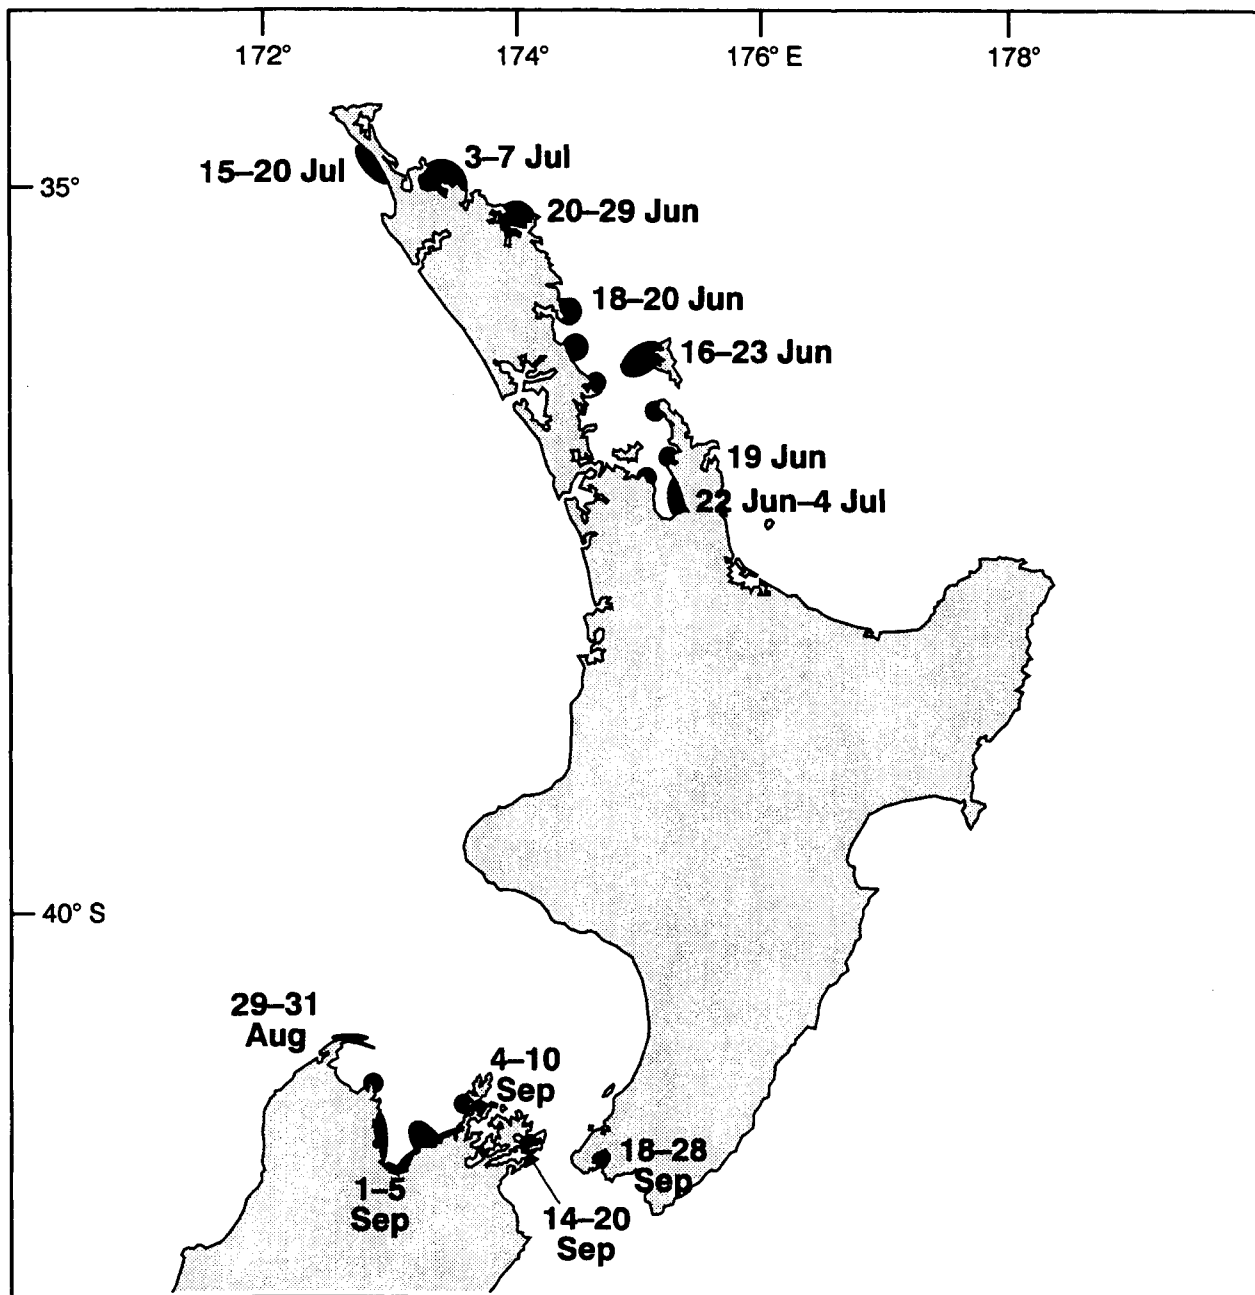 172°
174°
176° E
178°
35°
15–20 Jul
3–7 Jul
20–29 Jun
18–20 Jun
16–23 Jun
19 Jun
22 Jun–4 Jul
40° S
29–31
Aug
4–10
Sep
18–28
Sep
1–5
Sep
14–20
Sep